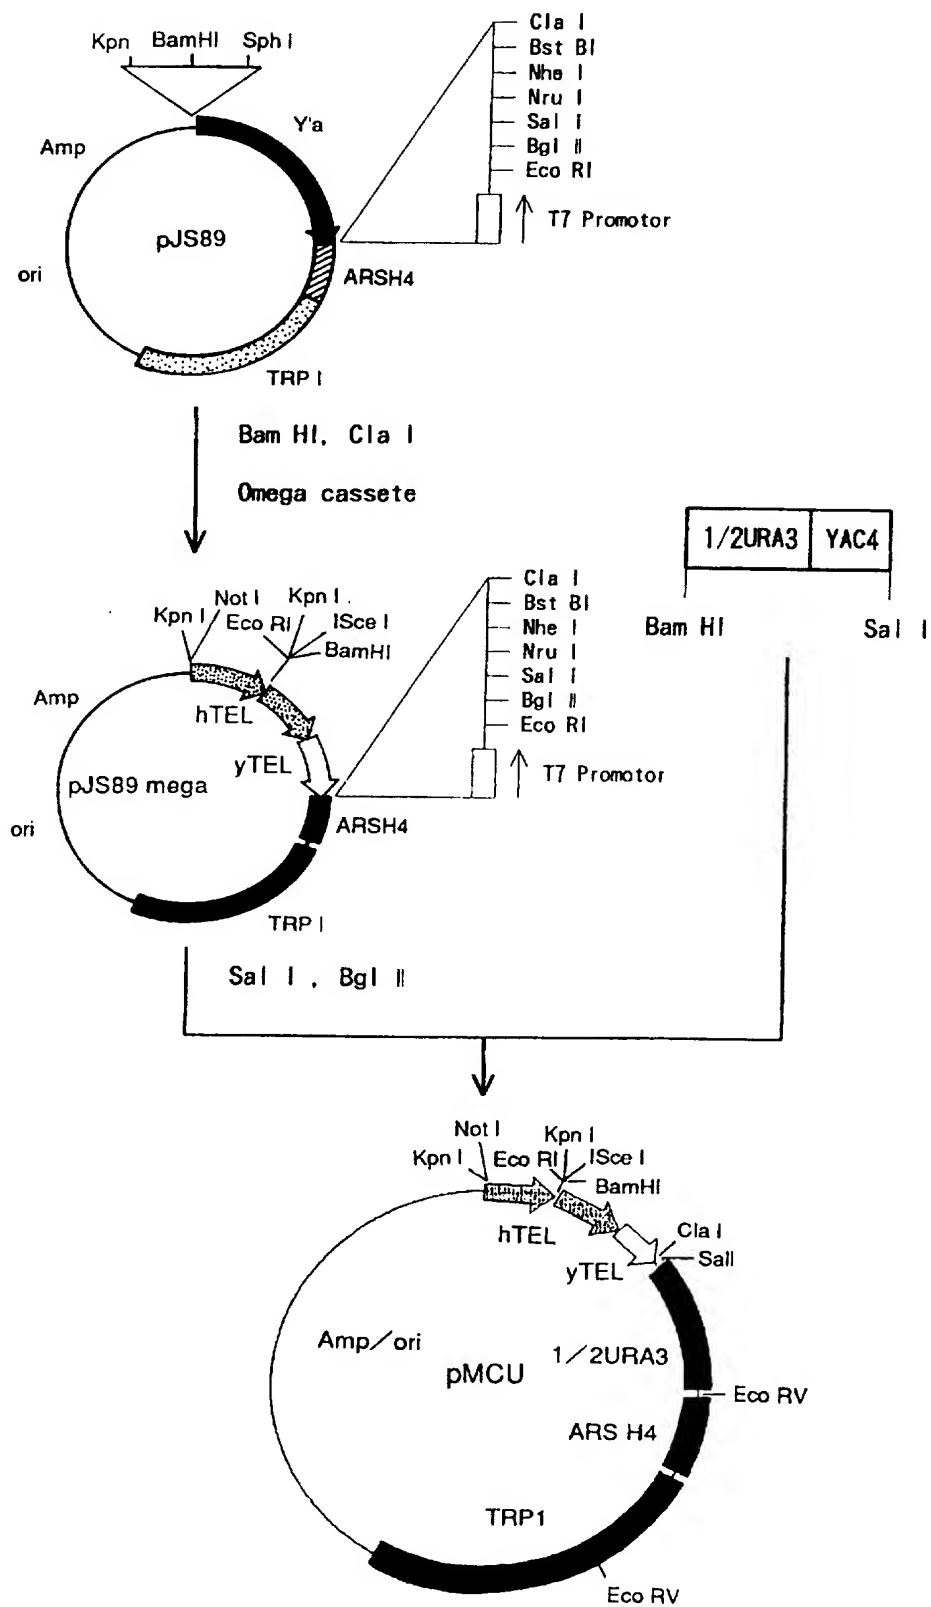 Kpn BamHI Sph I
Cla I
Bst BI
Nhe I
Nru I
Sal I
Bgl II
Eco RI
T7 Promotor
Y'a
Amp
pJS89
ori
ARSH4
TRP I
Bam HI, Cla I
Omega cassete
1/2URA3 YAC4
Bam HI Sal I
Kpn I Not I Eco RI Kpn I. ISce I BamHI
Cla I
Bst BI
Nhe I
Nru I
Sal I
Bgl II
Eco RI
T7 Promotor
Amp
hTEL
yTEL
pJS89 mega
ori
ARSH4
TRP I
Sal I, Bgl II
Kpn I Not I Eco RI Kpn I ISce I BamHI
hTEL
yTEL
Cla I
SalI
Amp/ori
pMCU
1/2URA3
Eco RV
ARS H4
TRP1
Eco RV